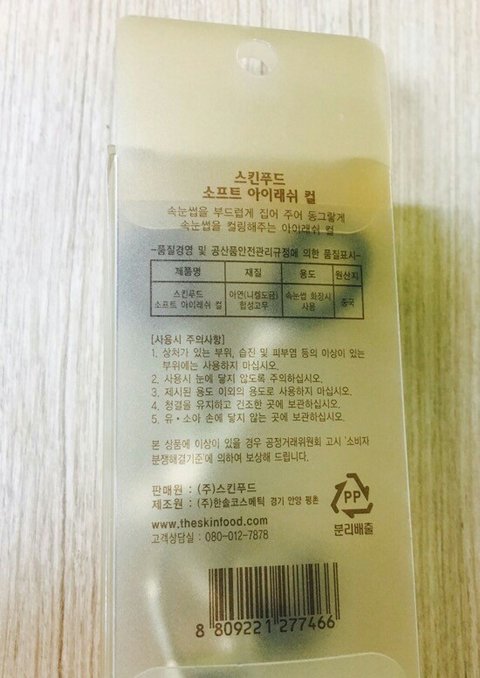 스킨푸드
소프트 아이래쉬 컬
속눈썹을 부드럽게 집어 주어 동그랗게
속눈썹을 컬링해주는 아이래쉬 컬
-품질경영 및 공산품안전관리규정에 의한 품질표시-
제품명 재질 용도 원산지
스킨푸드 아연(니켈도금) 속눈썹 화장시 중국
소프트 아이래쉬 컬 합성고무 사용
[사용시 주의사항]
1. 상처가 있는 부위, 습진 및 피부염 등의 이상이 있는
부위에는 사용하지 마십시오.
2. 사용시 눈에 닿지 않도록 주의하십시오.
3. 제시된 용도 이외의 용도로 사용하지 마십시오.
4. 청결을 유지하고 건조한 곳에 보관하십시오.
5. 유·소아 손에 닿지 않는 곳에 보관하십시오.
본 상품에 이상이 있을 경우 공정거래위원회 고시 '소비자
분쟁해결기준'에 의하여 보상해 드립니다.
판매원 : (주)스킨푸드
제조원 : (주)한솔코스메틱 경기 안양 평촌
www.theskinfood.com
고객상담실 : 080-012-7878
PP
분리배출
8 809221 277466